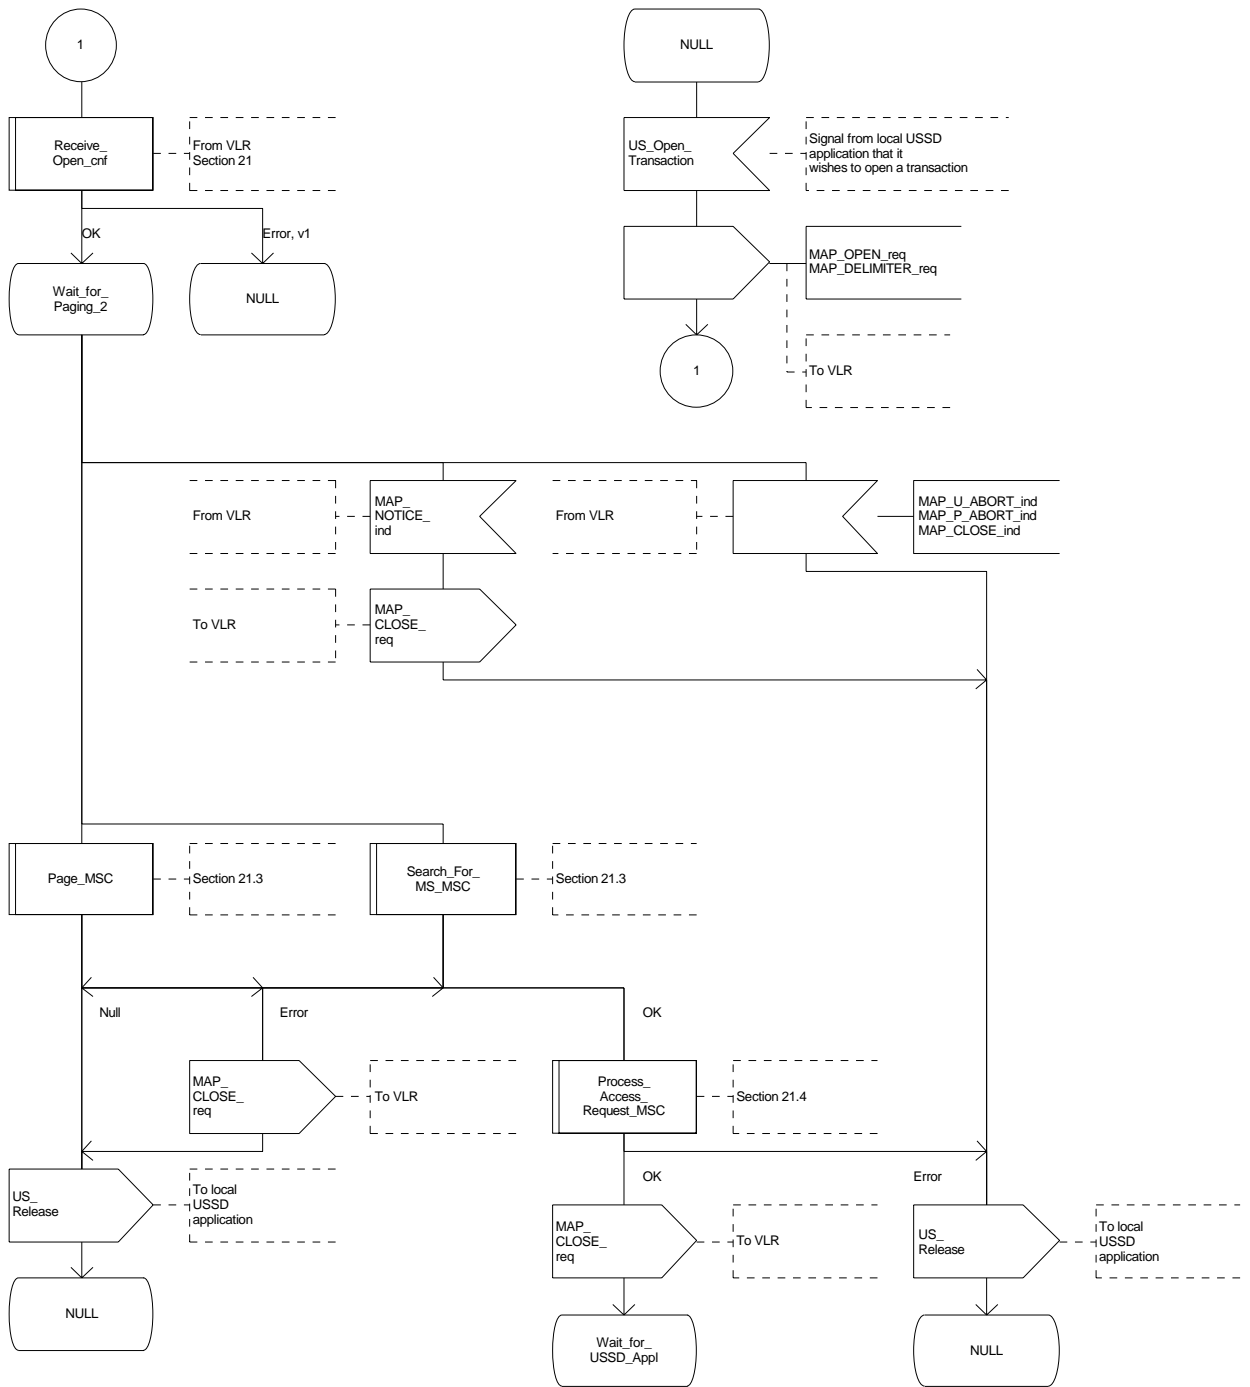 1
NULL
Receive_
Open_cnf
From VLR
Section 21
US_Open_
Transaction
Signal from local USSD
application that it
wishes to open a transaction
OK
Error, v1
MAP_OPEN_req
MAP_DELIMITER_req
Wait_for_
Paging_2
NULL
1
To VLR
From VLR
MAP_
NOTICE_
ind
From VLR
MAP_U_ABORT_ind
MAP_P_ABORT_ind
MAP_CLOSE_ind
To VLR
MAP_
CLOSE_
req
Page_MSC
Section 21.3
Search_For_
MS_MSC
Section 21.3
Null
Error
OK
MAP_
CLOSE_
req
To VLR
Process_
Access_
Request_MSC
Section 21.4
OK
Error
US_
Release
To local
USSD
application
MAP_
CLOSE_
req
To VLR
US_
Release
To local
USSD
application
NULL
Wait_for_
USSD_Appl
NULL